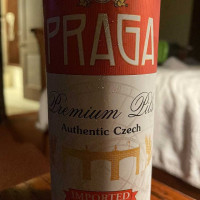 PRAGA
Premium Pils
Authentic Czech
IMPORTED